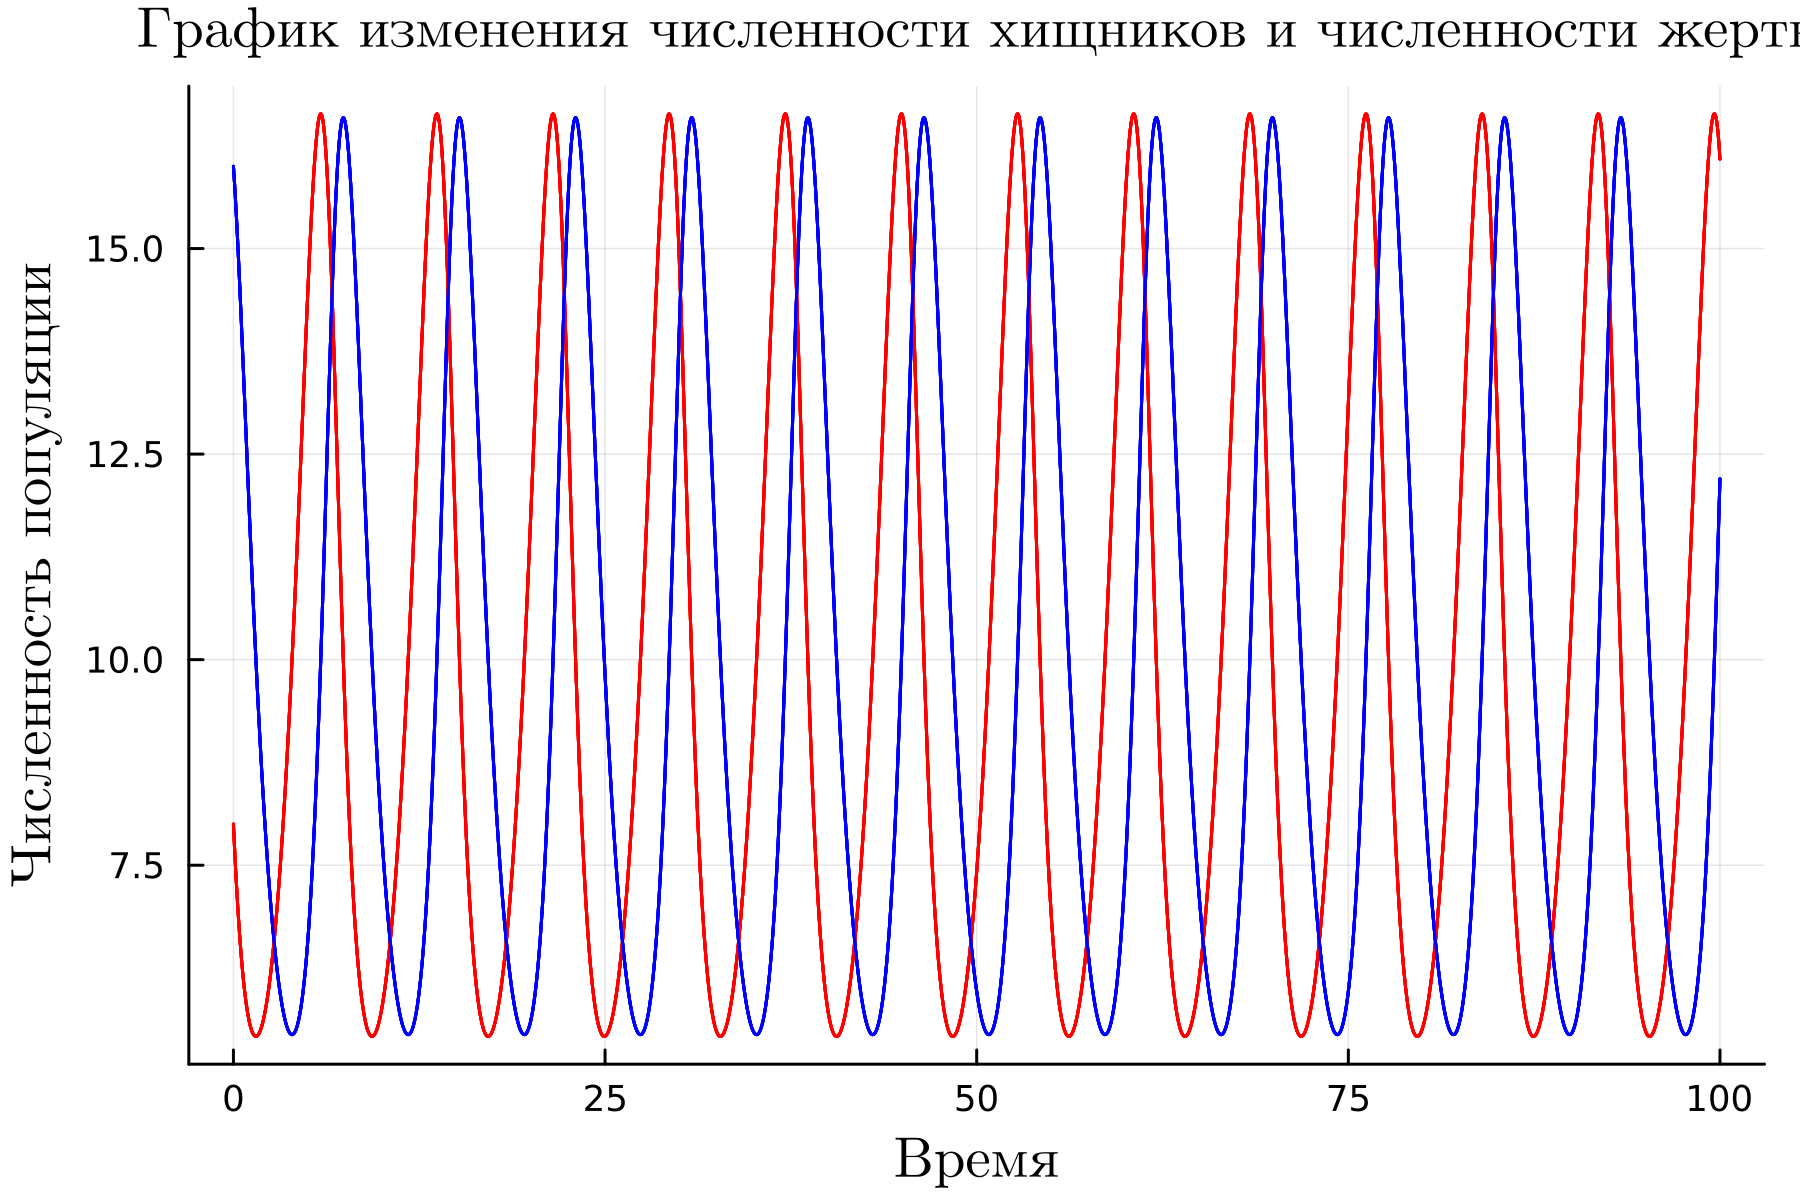 График изменения численности хищников и численности жертв
Численность популяции
15.0
12.5
10.0
7.5
0 25 50 75 100
Время